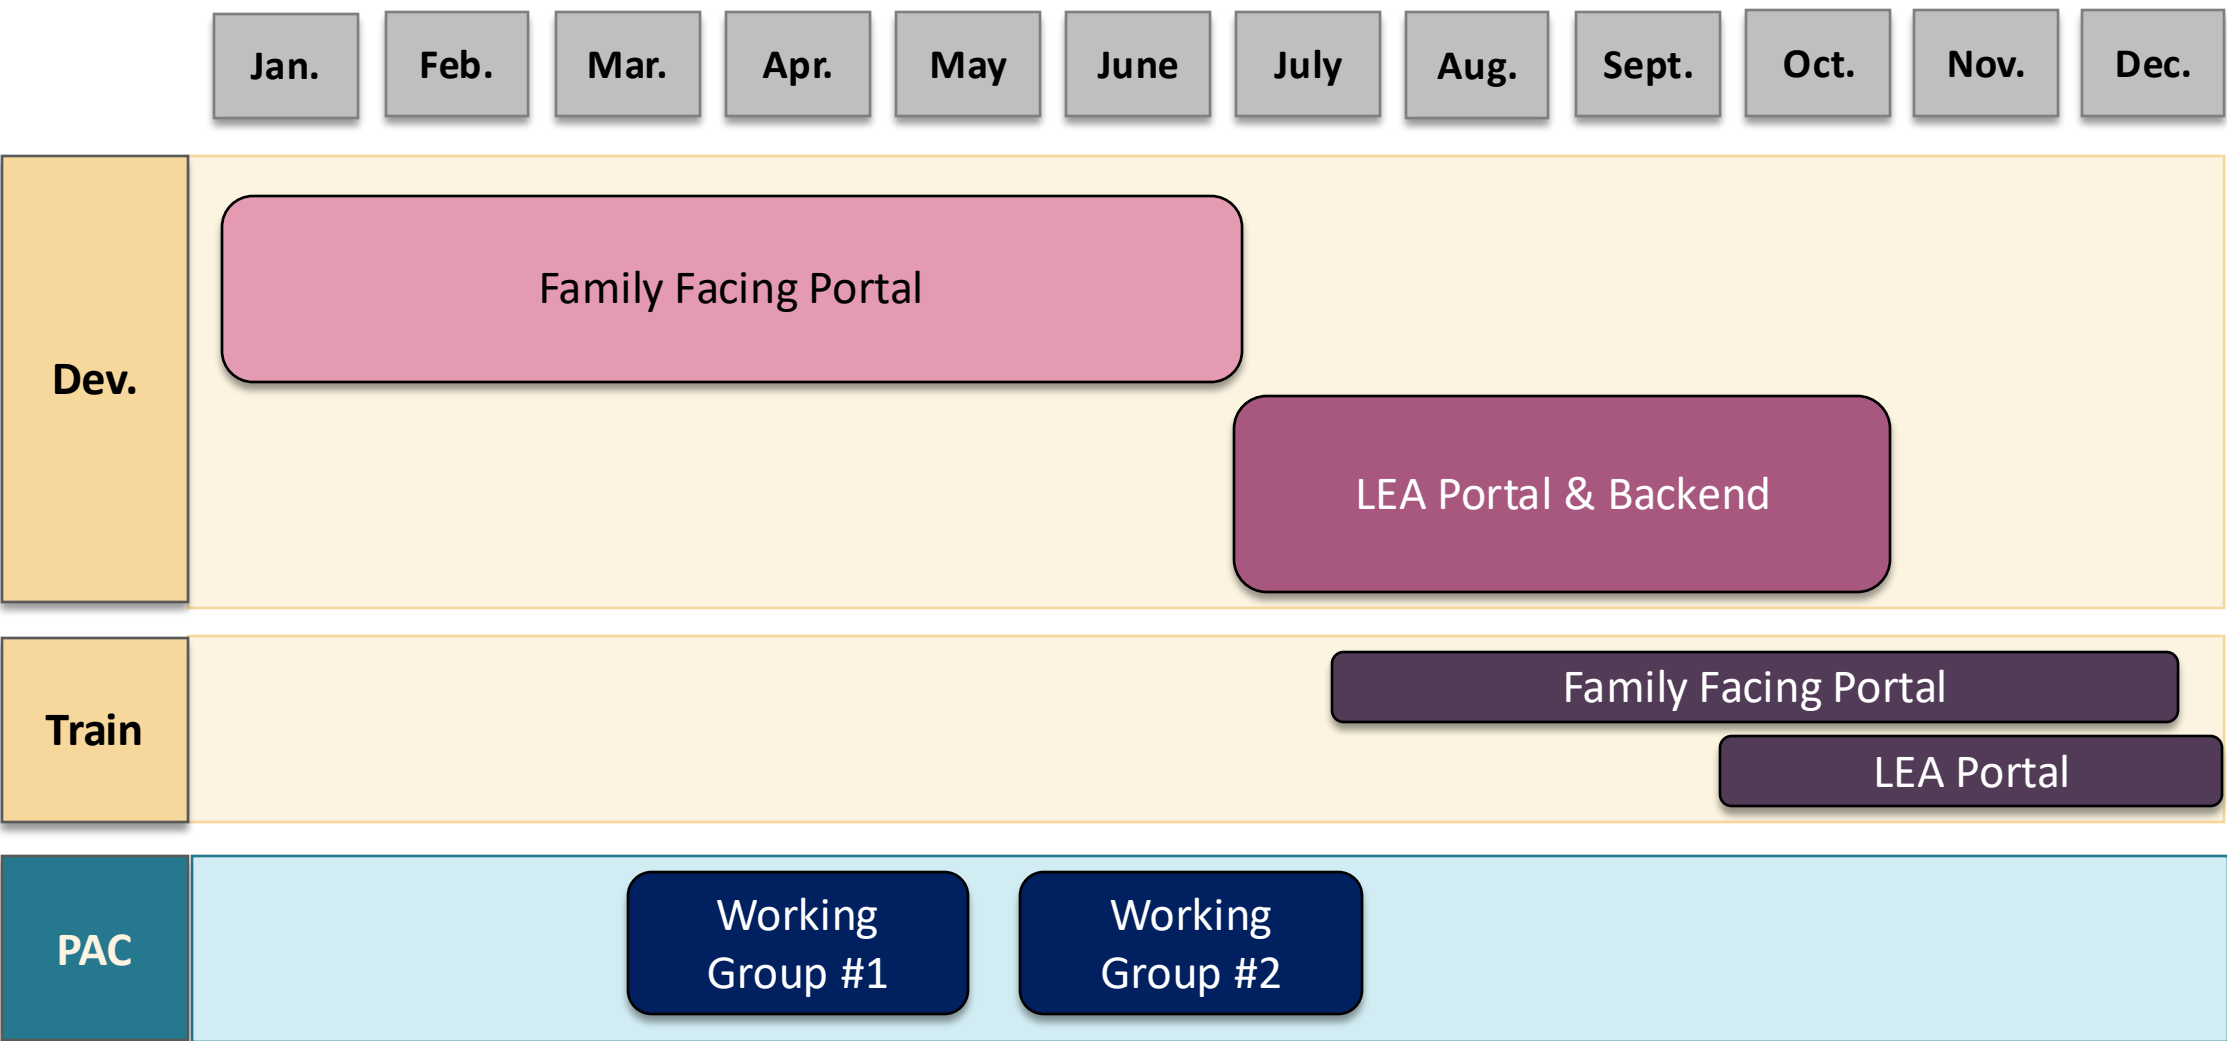 Jan. Feb. Mar. Apr. May June July Aug. Sept. Oct. Nov. Dec.
Dev.
Family Facing Portal
LEA Portal & Backend
Train
Family Facing Portal
LEA Portal
PAC
Working
Group #1
Working
Group #2